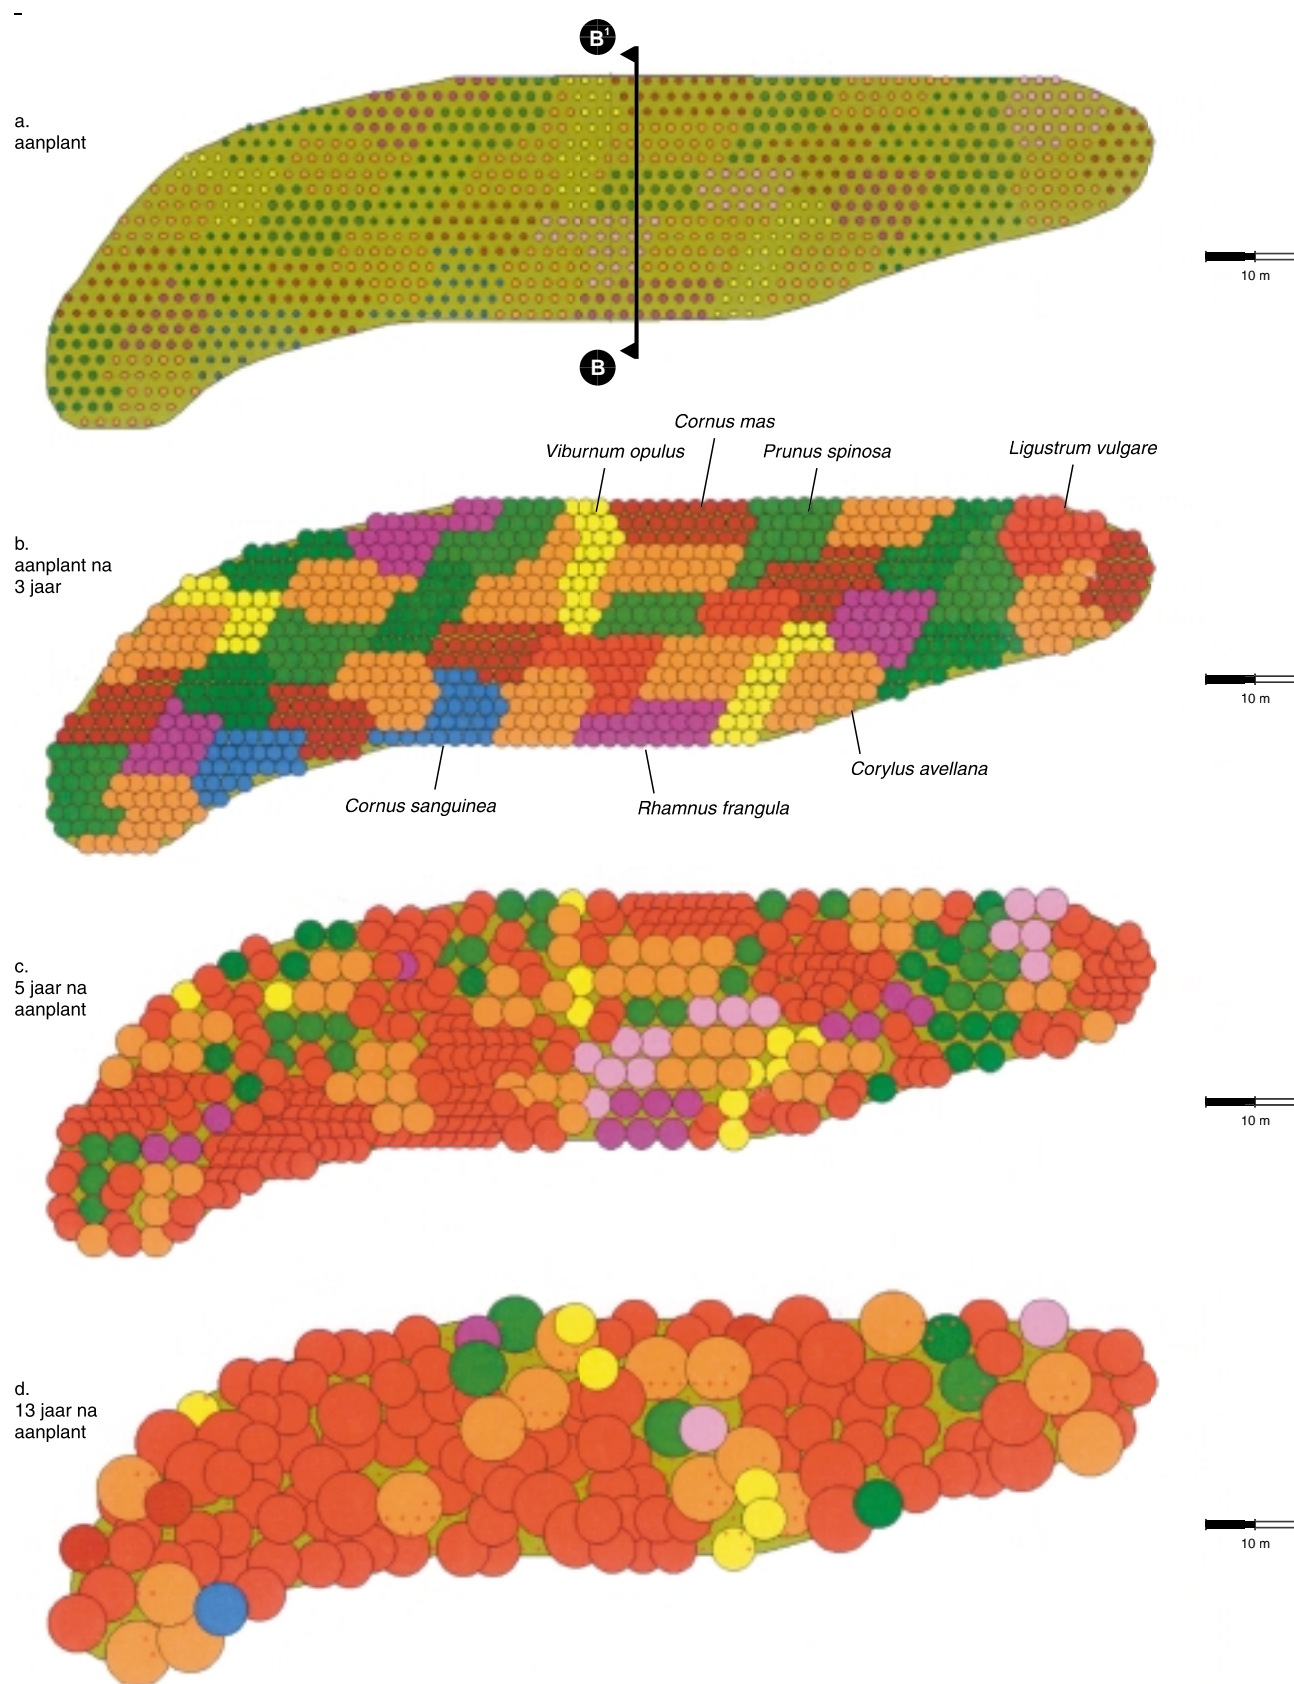 B¹
a.
aanplant
10 m
B
Cornus mas
Viburnum opulus
Prunus spinosa
Ligustrum vulgare
b.
aanplant na
3 jaar
10 m
Corylus avellana
Cornus sanguinea
Rhamnus frangula
c.
5 jaar na
aanplant
10 m
d.
13 jaar na
aanplant
10 m